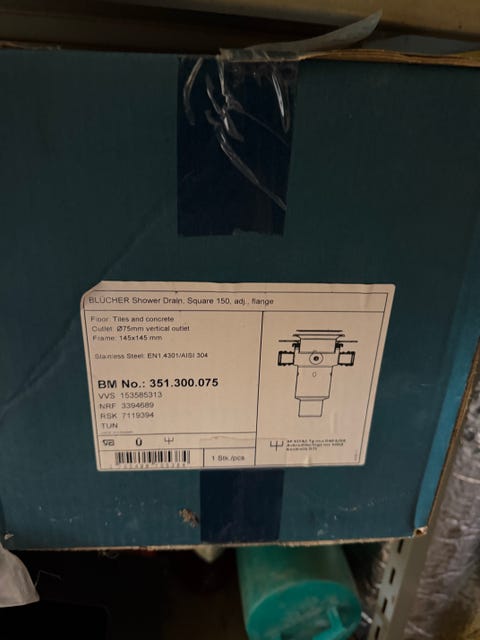 BLÜCHER Shower Drain, Square 150, adj., flange
Floor: Tiles and concrete
Outlet: Ø75mm vertical outlet
Frame: 145x145 mm
Stainless Steel: EN1.4301/AISI 304
BM No.: 351.300.075
VVS 153585313
NRF 3394689
RSK 7119394
TUN
1 Stk./pcs